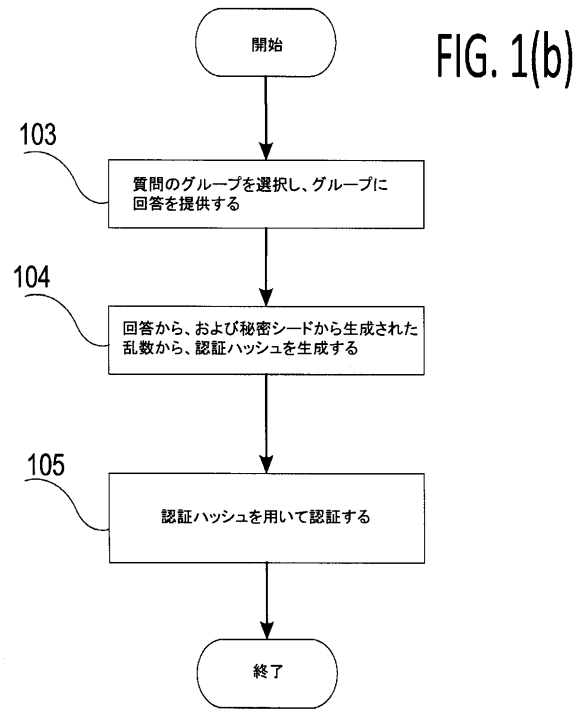 開始
FIG. 1(b)
103
質問のグループを選択し、グループに
回答を提供する
104
回答から、および秘密シードから生成された
乱数から、認証ハッシュを生成する
105
認証ハッシュを用いて認証する
終了